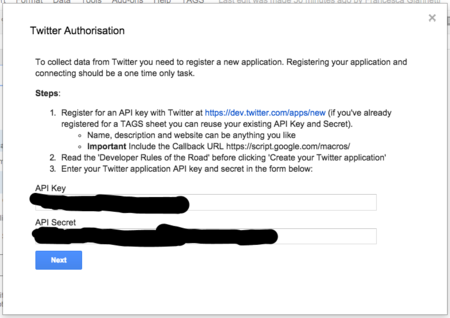 Format Data Tools Add-ons Help TAGS Last edit was made 30 minutes ago by Francesca Giannetti
Twitter Authorisation
To collect data from Twitter you need to register a new application. Registering your application and
connecting should be a one time only task.
Steps:
1. Register for an API key with Twitter at https://dev.twitter.com/apps/new (if you've already
registered for a TAGS sheet you can reuse your existing API Key and Secret).
Name, description and website can be anything you like
Important Include the Callback URL https://script.google.com/macros/
2. Read the 'Developer Rules of the Road' before clicking 'Create your Twitter application'
3. Enter your Twitter application API key and secret in the form below:
API Key
API Secret
Next